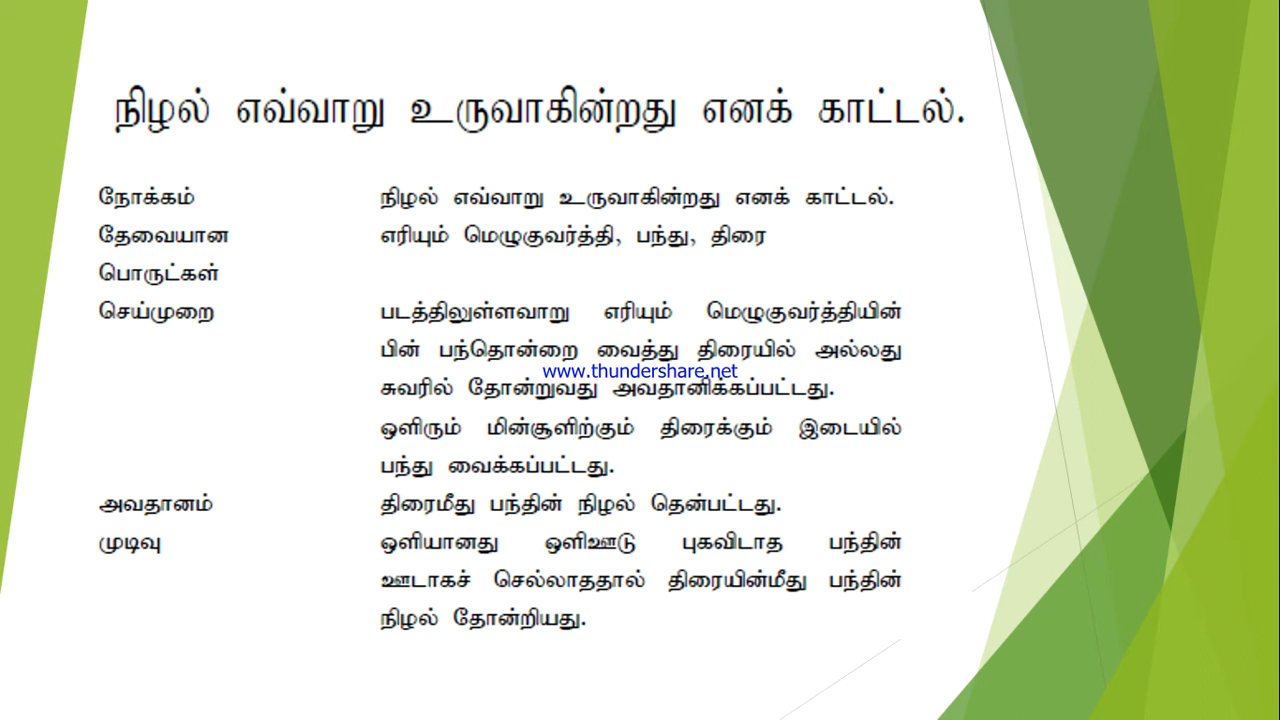 நிழல் எவ்வாறு உருவாகின்றது எனக் காட்டல்.
நோக்கம் நிழல் எவ்வாறு உருவாகின்றது எனக் காட்டல்.
தேவையான எரியும் மெழுகுவர்த்தி, பந்து, திரை
பொருட்கள்
செய்முறை படத்திலுள்ளவாறு எரியும் மெழுகுவர்த்தியின்
பின் பந்தொன்றை வைத்து திரையில் அல்லது
www.thundershare.net
சுவரில் தோன்றுவது அவதானிக்கப்பட்டது.
ஒளிரும் மின்சூளிற்கும் திரைக்கும் இடையில்
பந்து வைக்கப்பட்டது.
அவதானம் திரைமீது பந்தின் நிழல் தென்பட்டது.
முடிவு ஒளியானது ஒளிஊடு புகவிடாத பந்தின்
ஊடாகச் செல்லாததால் திரையின்மீது பந்தின்
நிழல் தோன்றியது.